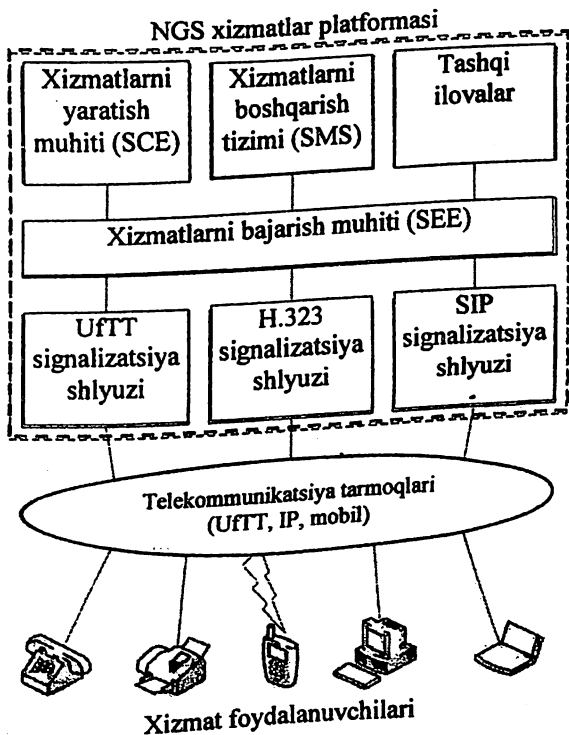 NGS xizmatlar platformasi
Xizmatlarni
yaratish
muhiti (SCE)
Xizmatlarni
boshqarish
tizimi (SMS)
Tashqi
ilovalar
Xizmatlarni bajarish muhiti (SEE)
UfTT
signalizatsiya
shlyuzi
H.323
signalizatsiya
shlyuzi
SIP
signalizatsiya
shlyuzi
Telekommunikatsiya tarmoqlari
(UfTT, IP, mobil)
Xizmat foydalanuvchilari